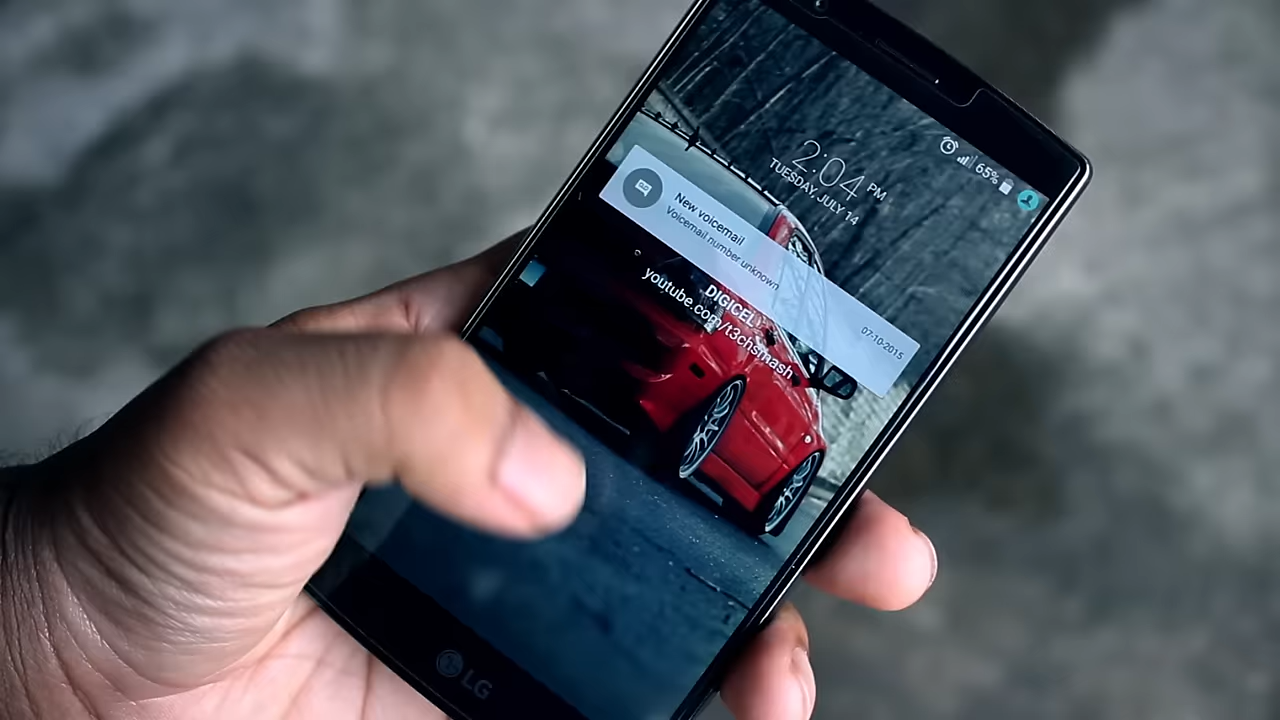 65%
2:04 PM
TUESDAY, JULY 14
New voicemail
Voicemail number unknown
07-10-2015
DIGICEL
youtube.com/t3chsmash
LG